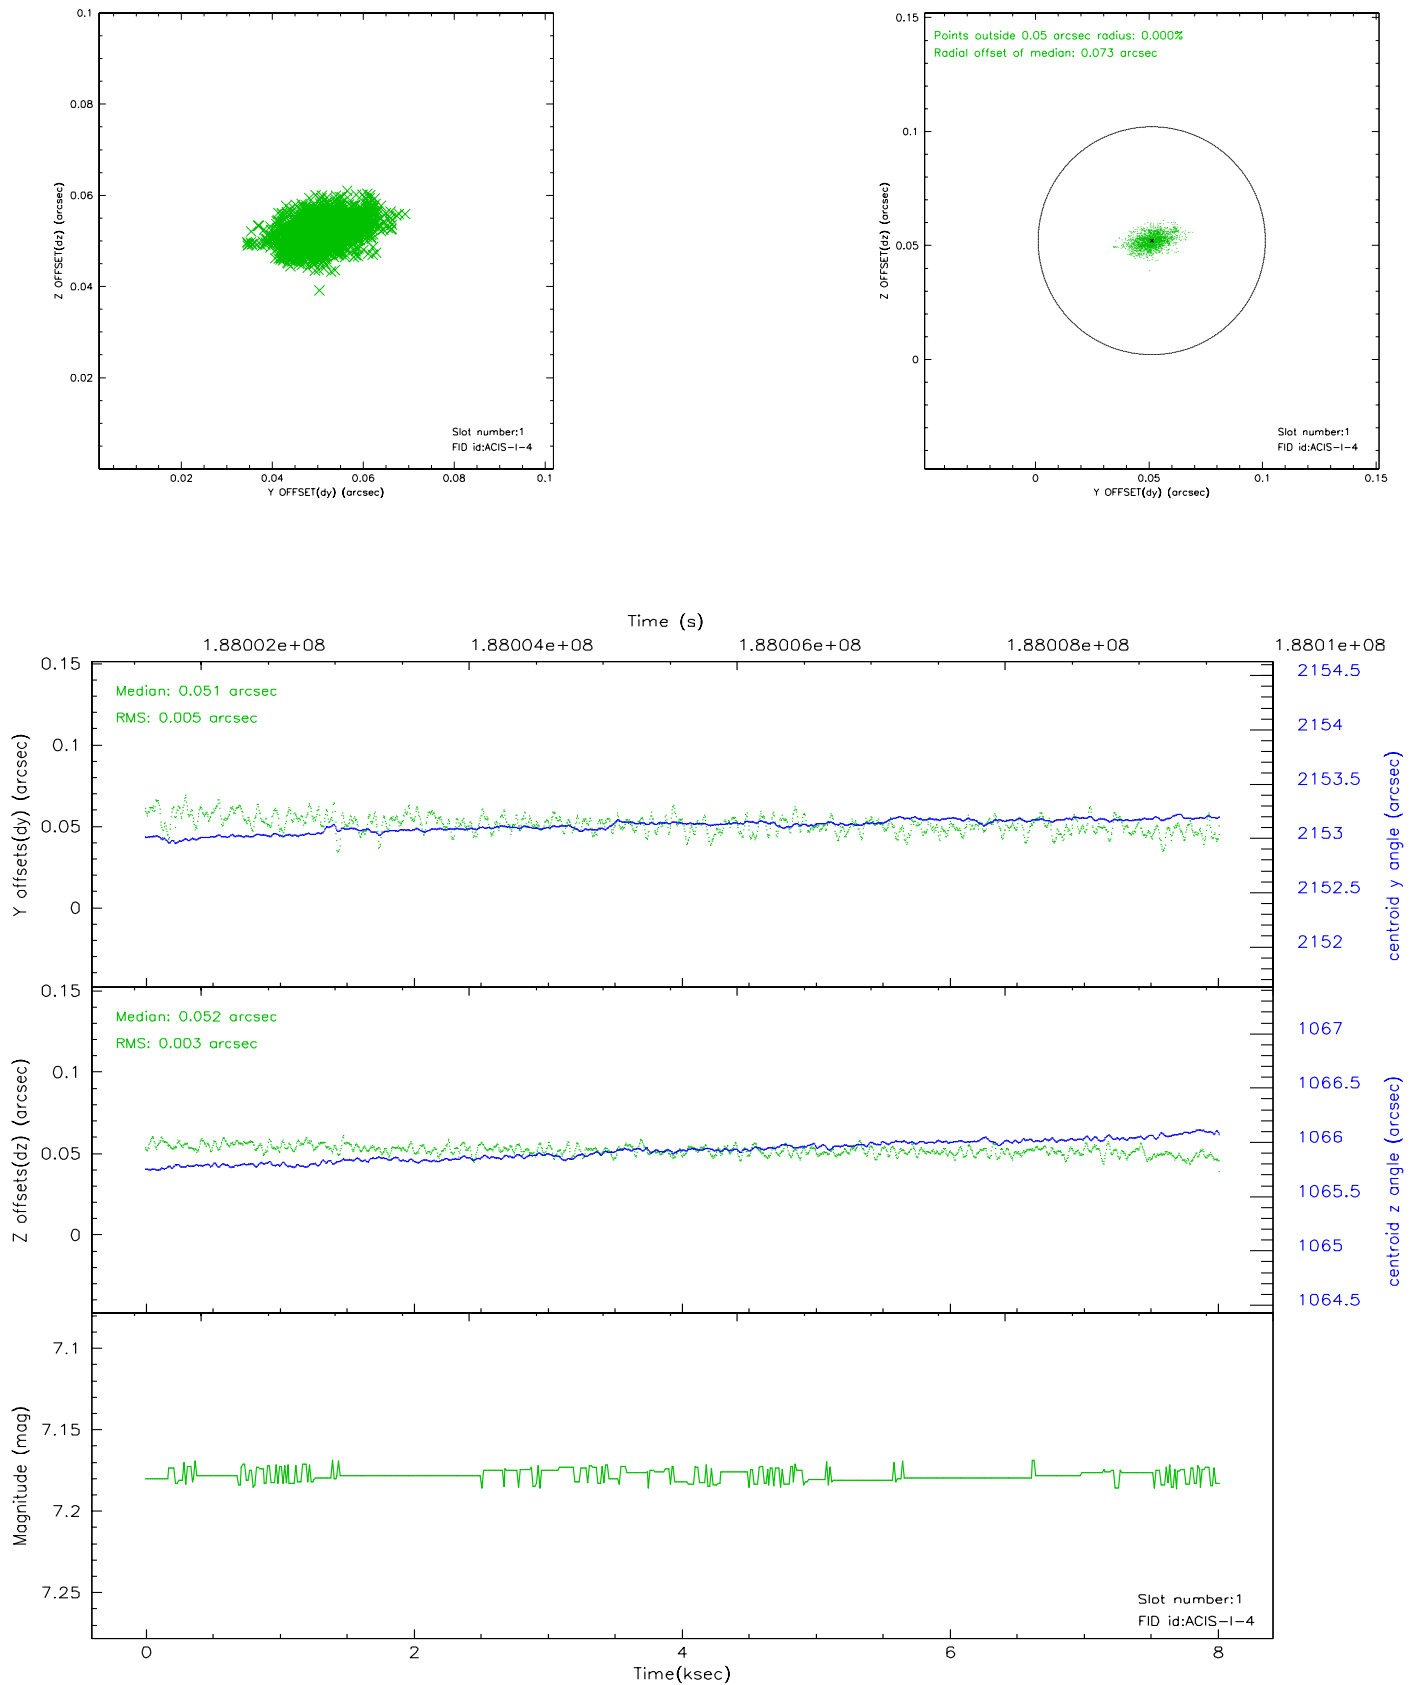 0.1
0.08
0.06
0.04
0.02
Z OFFSET(dz) (arcsec)
Slot number:1
FID id:ACIS-I-4
0.02 0.04 0.06 0.08 0.1
Y OFFSET(dy) (arcsec)
0.15
Points outside 0.05 arcsec radius: 0.000%
Radial offset of median: 0.073 arcsec
0.1
0.05
0
Z OFFSET(dz) (arcsec)
Slot number:1
FID id:ACIS-I-4
0 0.05 0.1 0.15
Y OFFSET(dy) (arcsec)
Time (s)
1.88002e+08 1.88004e+08 1.88006e+08 1.88008e+08 1.8801e+08
0.15
0.1
0.05
0
Y offsets(dy) (arcsec)
Median: 0.051 arcsec
RMS: 0.005 arcsec
2154.5
2154
2153.5
2153
2152.5
2152
centroid y angle (arcsec)
0.15
0.1
0.05
0
Z offsets(dz) (arcsec)
Median: 0.052 arcsec
RMS: 0.003 arcsec
1067
1066.5
1066
1065.5
1065
1064.5
centroid z angle (arcsec)
7.1
7.15
7.2
7.25
Magnitude (mag)
Slot number:1
FID id:ACIS-I-4
0 2 4 6 8
Time(ksec)